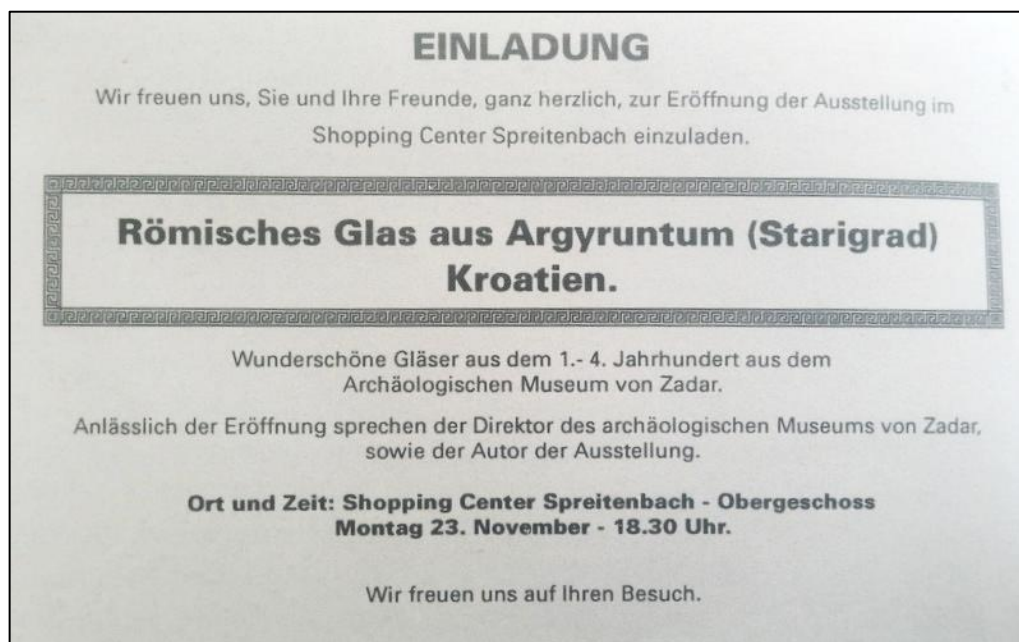 EINLADUNG
Wir freuen uns, Sie und Ihre Freunde, ganz herzlich, zur Eröffnung der Ausstellung im
Shopping Center Spreitenbach einzuladen.
Römisches Glas aus Argyruntum (Starigrad)
Kroatien.
Wunderschöne Gläser aus dem 1.- 4. Jahrhundert aus dem
Archäologischen Museum von Zadar.
Anlässlich der Eröffnung sprechen der Direktor des archäologischen Museums von Zadar,
sowie der Autor der Ausstellung.
Ort und Zeit: Shopping Center Spreitenbach - Obergeschoss
Montag 23. November - 18.30 Uhr.
Wir freuen uns auf Ihren Besuch.